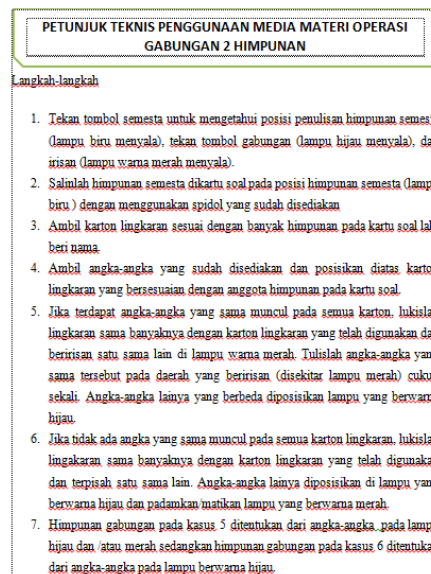 PETUNJUK TEKNIS PENGGUNAAN MEDIA MATERI OPERASI
GABUNGAN 2 HIMPUNAN
Langkah-langkah
1. Tekan tombol semesta untuk mengetahui posisi penulisan himpunan semest
(lampu biru menyala), tekan tombol gabungan (lampu hijau menyala), da
irisan (lampu warna merah menyala).
2. Salinlah himpunan semesta dikartu soal pada posisi himpunan semesta (lamp
biru ) dengan menggunakan spidol yang sudah disediakan
3. Ambil karton lingkaran sesuai dengan banyak himpunan pada kartu soal lal
beri nama.
4. Ambil angka-angka yang sudah disediakan dan posisikan diatas karto
lingkaran yang bersesuaian dengan anggota himpunan pada kartu soal.
5. Jika terdapat angka-angka yang sama muncul pada semua karton, lukisla
lingkaran sama banyaknya dengan karton lingkaran yang telah digunakan da
beririsan satu sama lain di lampu warna merah. Tulislah angka-angka yan
sama tersebut pada daerah yang beririsan (disekitar lampu merah) cuku
sekali. Angka-angka lainya yang berbeda diposisikan lampu yang berwarn
hijau.
6. Jika tidak ada angka yang sama muncul pada semua karton lingkaran, lukisla
lingakaran sama banyaknya dengan karton lingkaran yang telah digunaka
dan terpisah satu sama lain. Angka-angka lainya diposisikan di lampu yan
berwarna hijau dan padamkan/matikan lampu yang berwarna merah.
7. Himpunan gabungan pada kasus 5 ditentukan dari angka-angka pada lamp
hijau dan /atau merah sedangkan himpunan gabungan pada kasus 6 ditentuka
dari angka-angka pada lampu berwarna hijau.